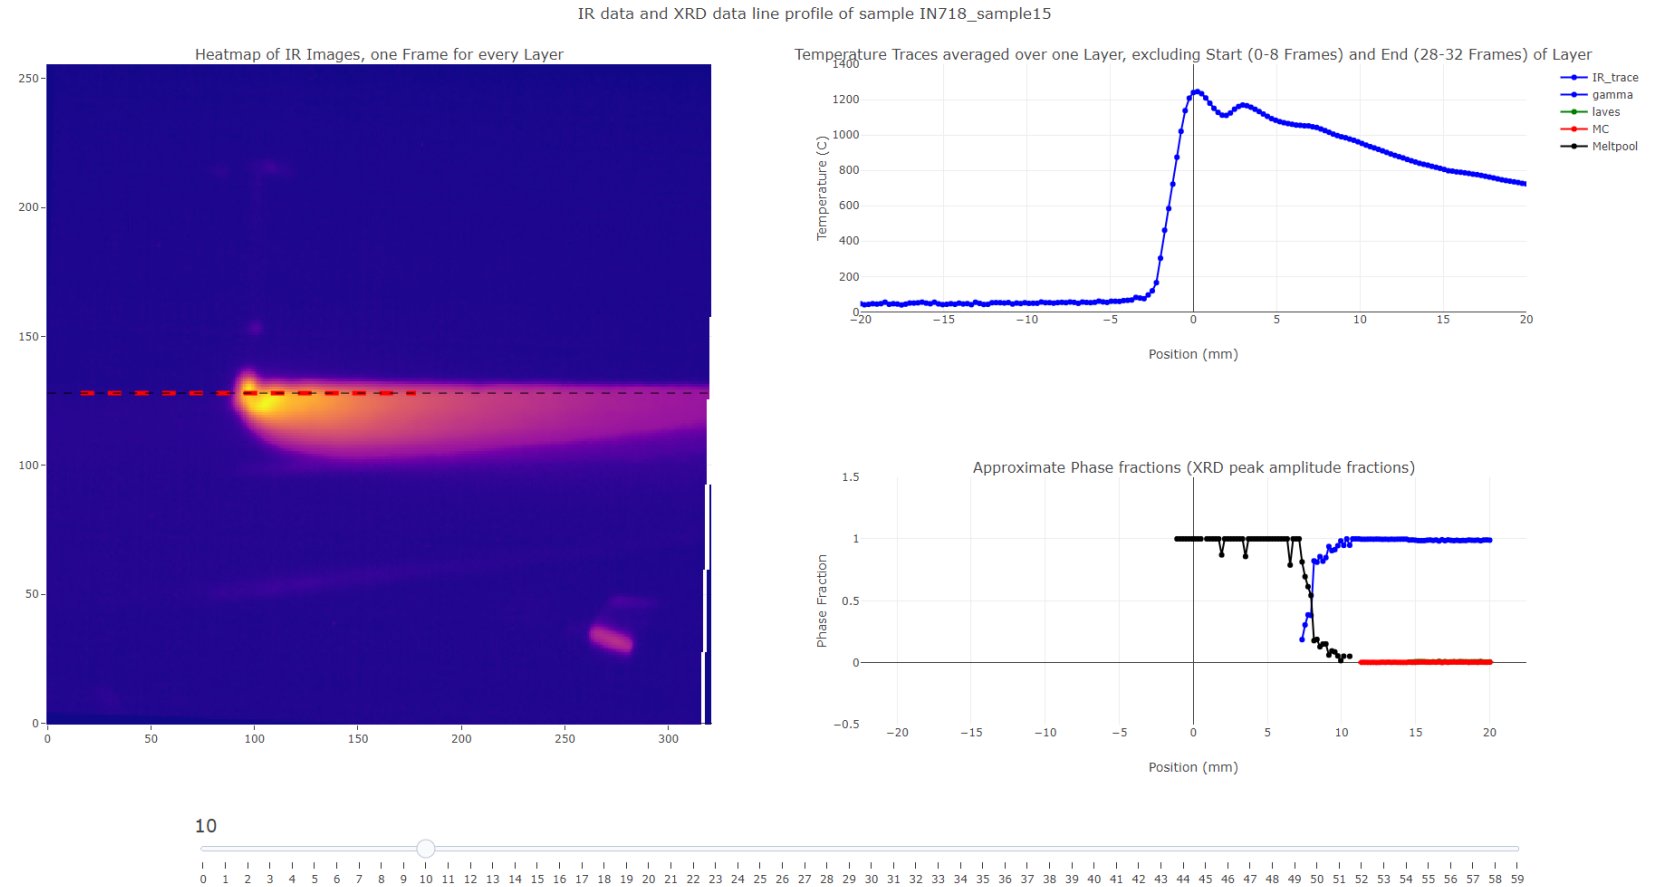 IR data and XRD data line profile of sample IN718_sample15
Heatmap of IR Images, one Frame for every Layer
250
200
150
100
50
0
0 50 100 150 200 250 300
Temperature Traces averaged over one Layer, excluding Start (0-8 Frames) and End (28-32 Frames) of Layer
1400
1200
1000
800
600
400
200
0
Temperature (C)
−20 −15 −10 −5 0 5 10 15 20
Position (mm)
IR_trace
gamma
laves
MC
Meltpool
Approximate Phase fractions (XRD peak amplitude fractions)
1.5
1
0.5
0
−0.5
Phase Fraction
−20 −15 −10 −5 0 5 10 15 20
Position (mm)
10
0 1 2 3 4 5 6 7 8 9 10 11 12 13 14 15 16 17 18 19 20 21 22 23 24 25 26 27 28 29 30 31 32 33 34 35 36 37 38 39 40 41 42 43 44 45 46 47 48 49 50 51 52 53 54 55 56 57 58 59